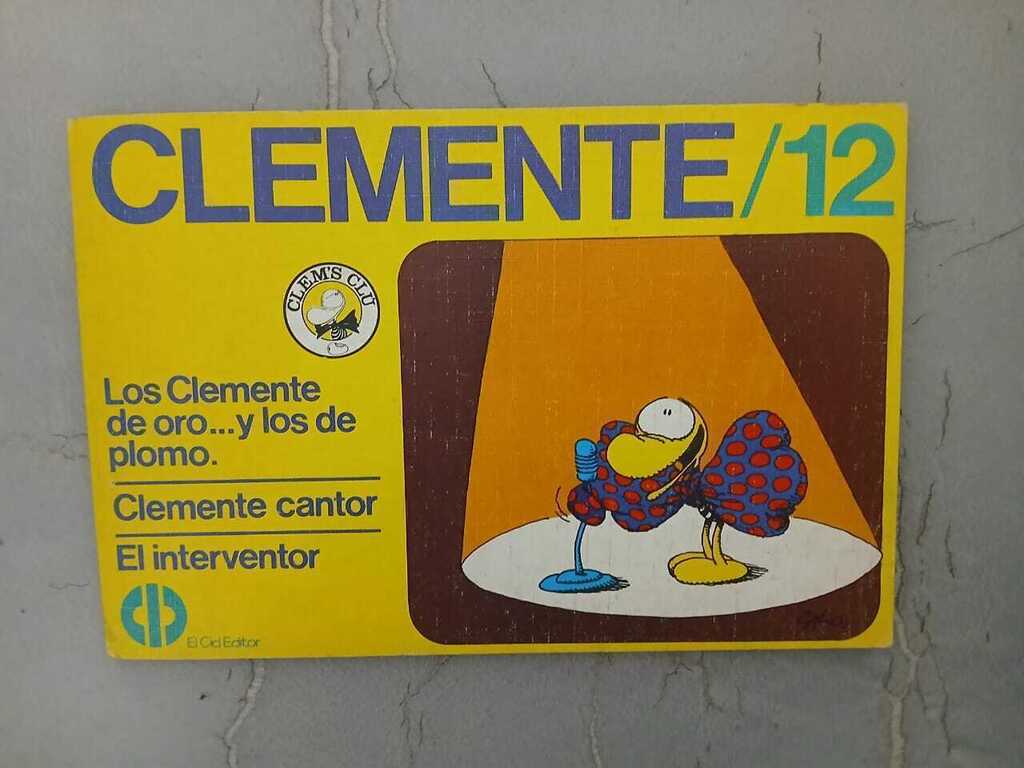 CLEMENTE/12
CLEM'S CLÚ
Los Clemente
de oro...y los de
plomo.
Clemente cantor
El interventor
El Cid Editor